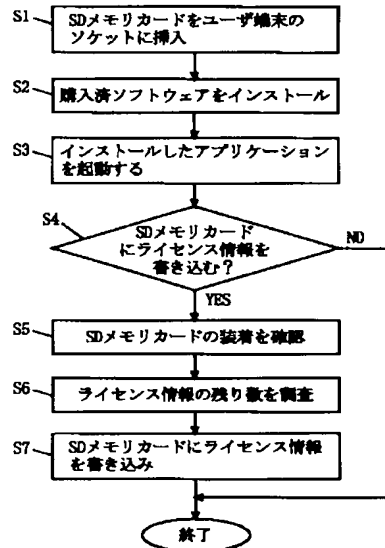 S1
SDメモリカードをユーザ端末の
ソケットに挿入
S2
購入済ソフトウェアをインストール
S3
インストールしたアプリケーション
を起動する
S4
SDメモリカード
にライセンス情報を
書き込む？
NO
YES
S5
SDメモリカードの装着を確認
S6
ライセンス情報の残り数を調査
S7
SDメモリカードにライセンス情報
を書き込み
終了